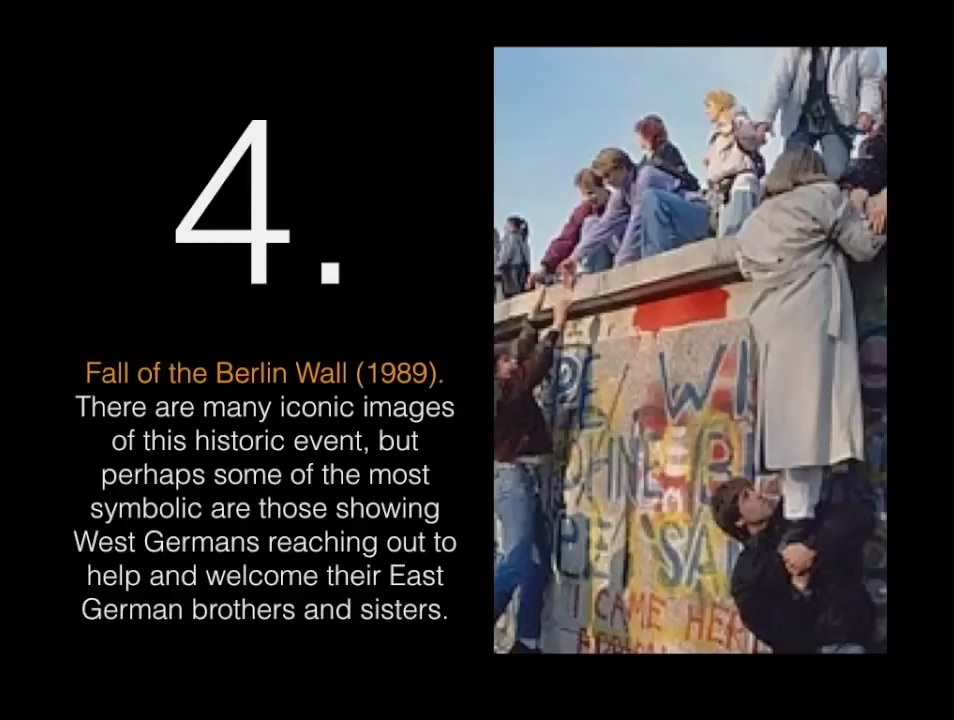 4.
Fall of the Berlin Wall (1989).
There are many iconic images
of this historic event, but
perhaps some of the most
symbolic are those showing
West Germans reaching out to
help and welcome their East
German brothers and sisters.
I CAME HER